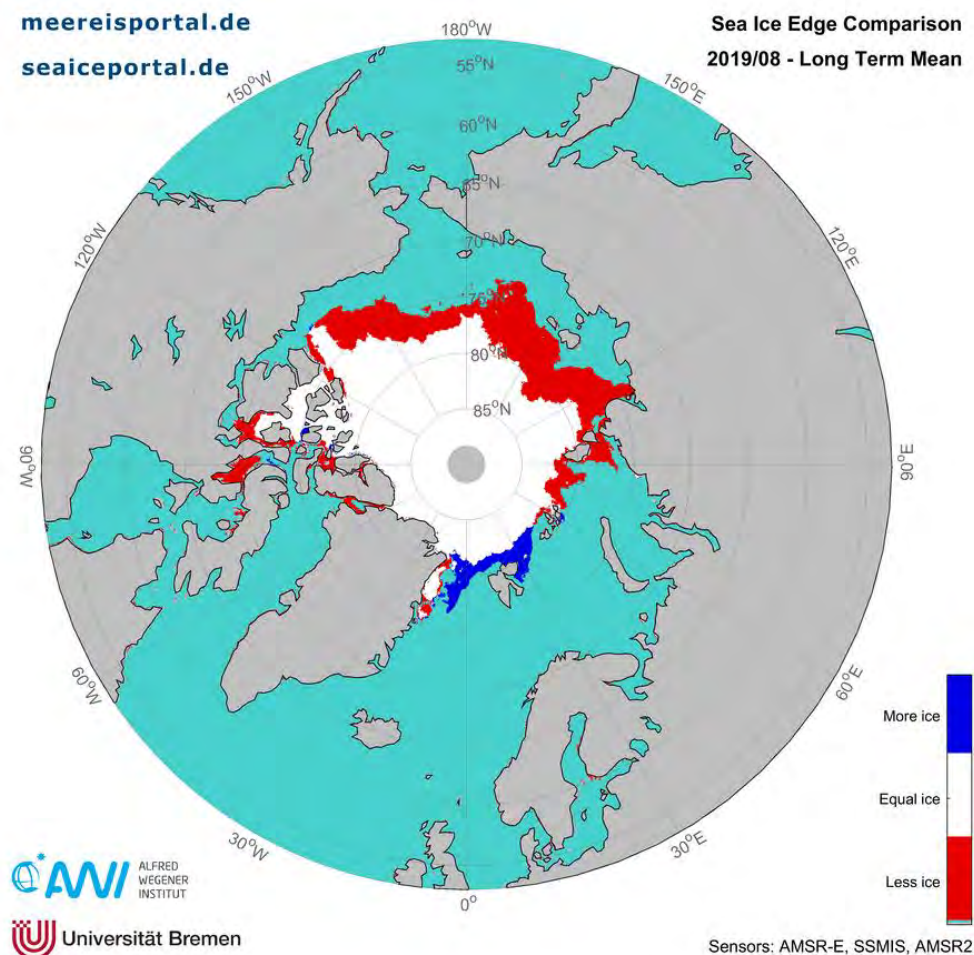 meereisportal.de
seaiceportal.de
Sea Ice Edge Comparison
2019/08 - Long Term Mean
180°W
55°N
60°N
65°N
70°N
75°N
80°N
85°N
150°W
150°E
120°W
120°E
90°W
90°E
60°W
60°E
30°W
30°E
0°
More ice
Equal ice
Less ice
AWI
ALFRED
WEGENER
INSTITUT
Universität Bremen
Sensors: AMSR-E, SSMIS, AMSR2